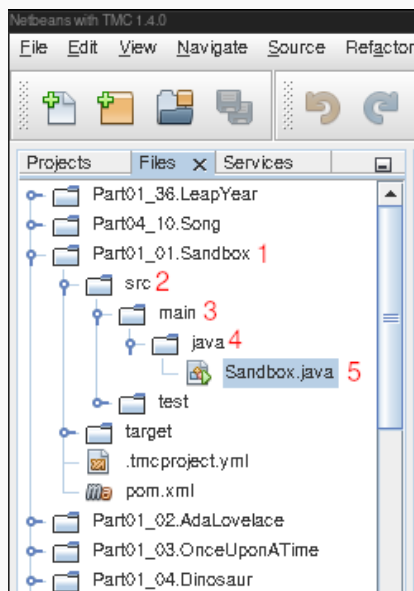 Netbeans with TMC 1.4.0
File Edit View Navigate Source Refactor
Projects Files X Services
Part01_36.LeapYear
Part04_10.Song
Part01_01.Sandbox 1
src 2
main 3
java 4
Sandbox.java 5
test
target
.tmcproject.yml
pom.xml
Part01_02.AdaLovelace
Part01_03.OnceUponATime
Part01_04.Dinosaur